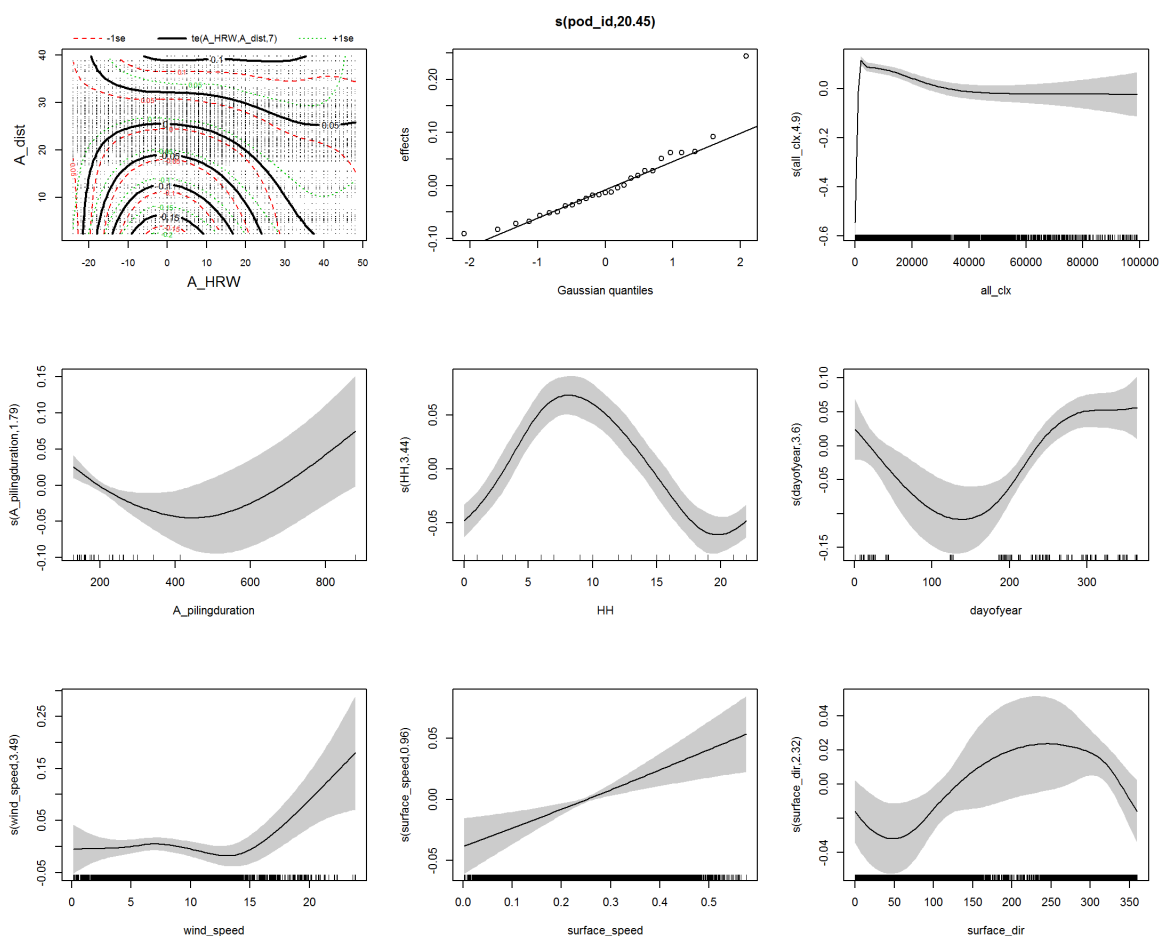 s(pod_id,20.45)
-1se te(A_HRW,A_dist,7) +1se
A_dist
10 20 30 40
0.1
0.05
-0.05
-0.1
-0.15
-20 -10 0 10 20 30 40 50
A_HRW
effects
-0.10 0.00 0.10 0.20
-2 -1 0 1 2
Gaussian quantiles
s(all_clx,4.9)
-0.6 -0.4 -0.2 0.0
0 20000 40000 60000 80000 100000
all_clx
s(A_pilingduration,1.79)
-0.10 -0.05 0.00 0.05 0.10 0.15
200 400 600 800
A_pilingduration
s(HH,3.44)
-0.05 0.00 0.05
0 5 10 15 20
HH
s(dayofyear,3.6)
-0.15 -0.05 0.00 0.05 0.10
0 100 200 300
dayofyear
s(wind_speed,3.49)
-0.05 0.05 0.15 0.25
0 5 10 15 20
wind_speed
s(surface_speed,0.96)
-0.05 0.00 0.05
0.0 0.1 0.2 0.3 0.4 0.5
surface_speed
s(surface_dir,2.32)
-0.04 0.00 0.02 0.04
0 50 100 150 200 250 300 350
surface_dir